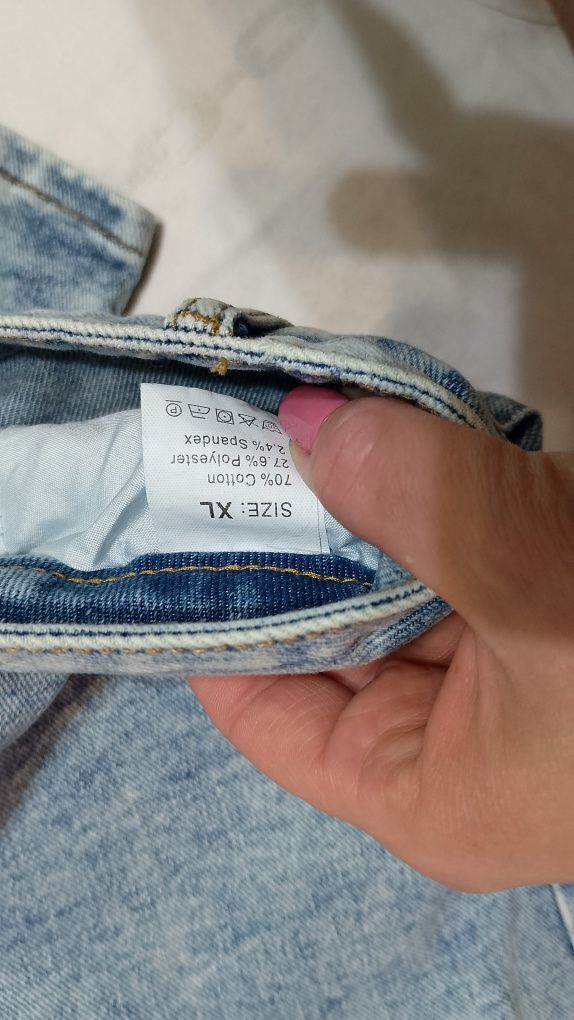 SIZE: XL
70% Cotton
27.6% Polyester
2.4% Spandex
P